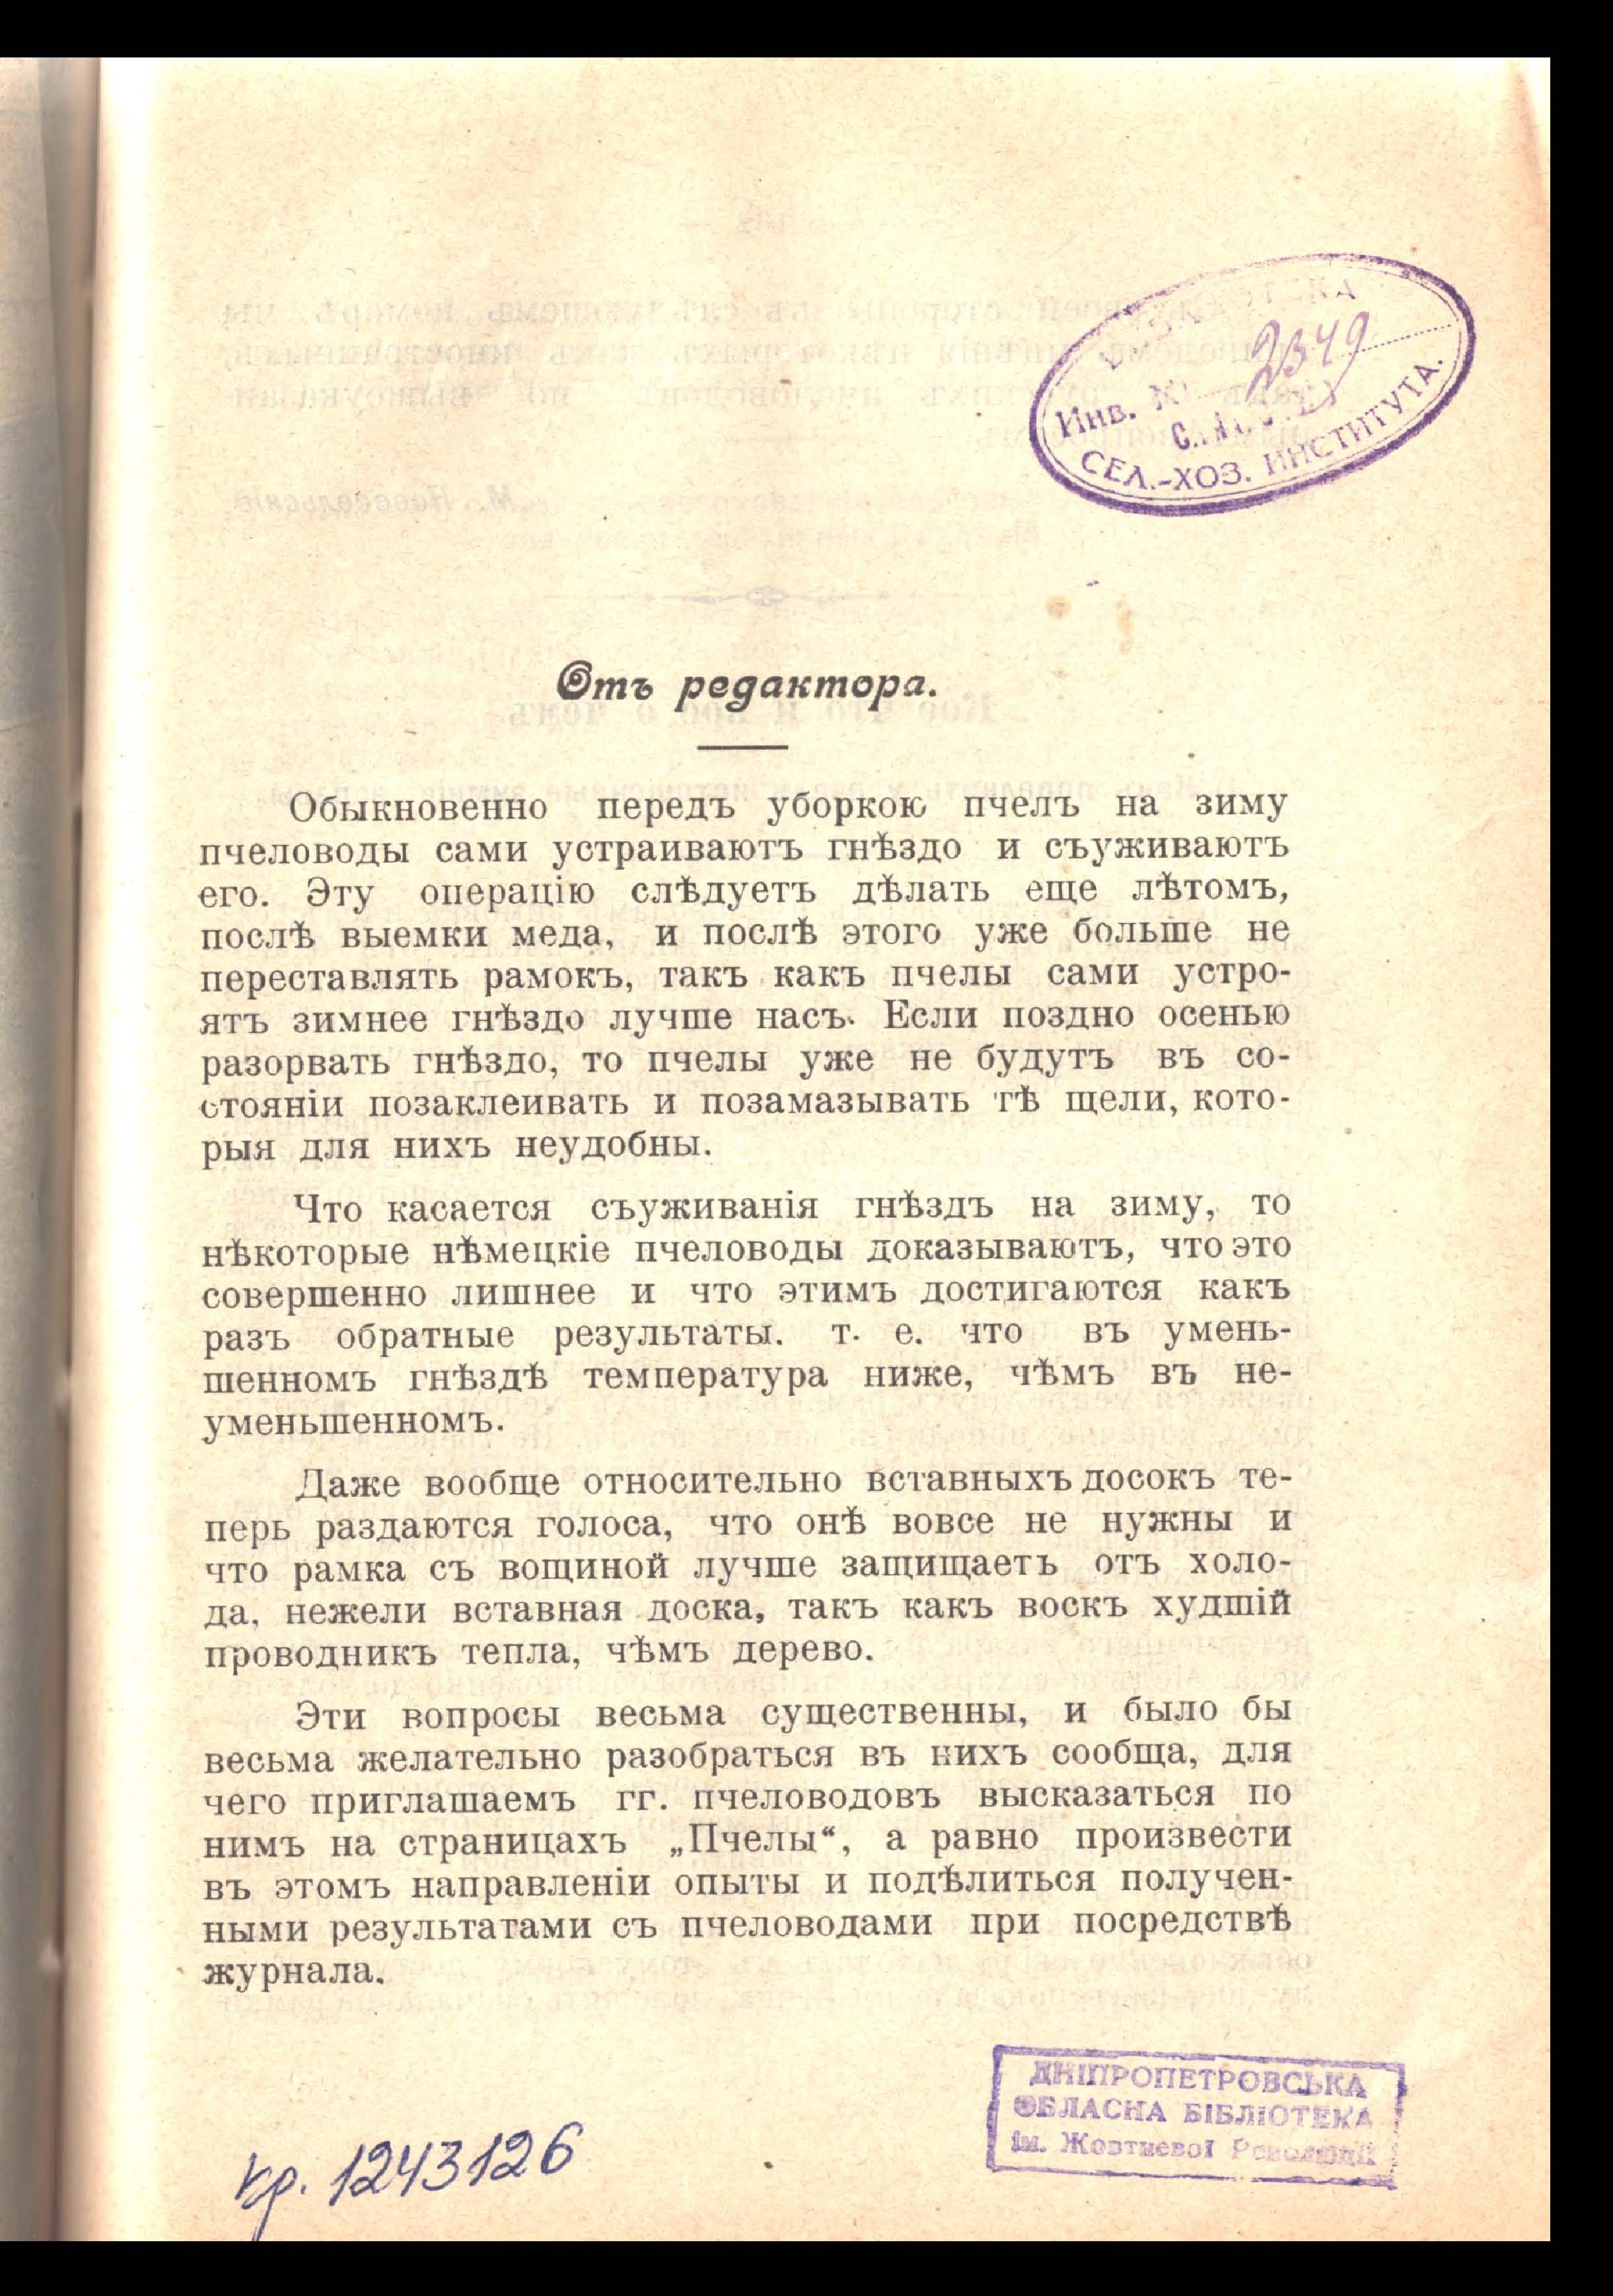 Инв. №
2349
СЕЛ.-ХОЗ. ИНСТИТУТА.
Отъ редактора.
Обыкновенно передъ уборкою пчелъ на зиму
пчеловоды сами устраиваютъ гнѣздо и съуживаютъ
его. Эту операцію слѣдуетъ дѣлать еще лѣтомъ,
послѣ выемки меда, и послѣ этого уже больше не
переставлять рамокъ, такъ какъ пчелы сами устро-
ятъ зимнее гнѣздо лучше насъ. Если поздно осенью
разорвать гнѣздо, то пчелы уже не будутъ въ со-
стояніи позаклеивать и позамазывать тѣ щели, кото-
рыя для нихъ неудобны.
Что касается съуживанія гнѣздъ на зиму, то
нѣкоторые нѣмецкіе пчеловоды доказываютъ, что это
совершенно лишнее и что этимъ достигаются какъ
разъ обратные результаты. т. е. что въ умень-
шенномъ гнѣздѣ температура ниже, чѣмъ въ не-
уменьшенномъ.
Даже вообще относительно вставныхъ досокъ те-
перь раздаются голоса, что онѣ вовсе не нужны и
что рамка съ вощиной лучше защищаетъ отъ холо-
да, нежели вставная доска, такъ какъ воскъ худшій
проводникъ тепла, чѣмъ дерево.
Эти вопросы весьма существенны, и было бы
весьма желательно разобраться въ нихъ сообща, для
чего приглашаемъ гг. пчеловодовъ высказаться по
нимъ на страницахъ „Пчелы“, а равно произвести
въ этомъ направленіи опыты и подѣлиться получен-
ными результатами съ пчеловодами при посредствѣ
журнала.
ДНІПРОПЕТРОВСЬКА
ОБЛАСНА БІБЛІОТЕКА
ім. Жовтневої Революції
кр. 1243126